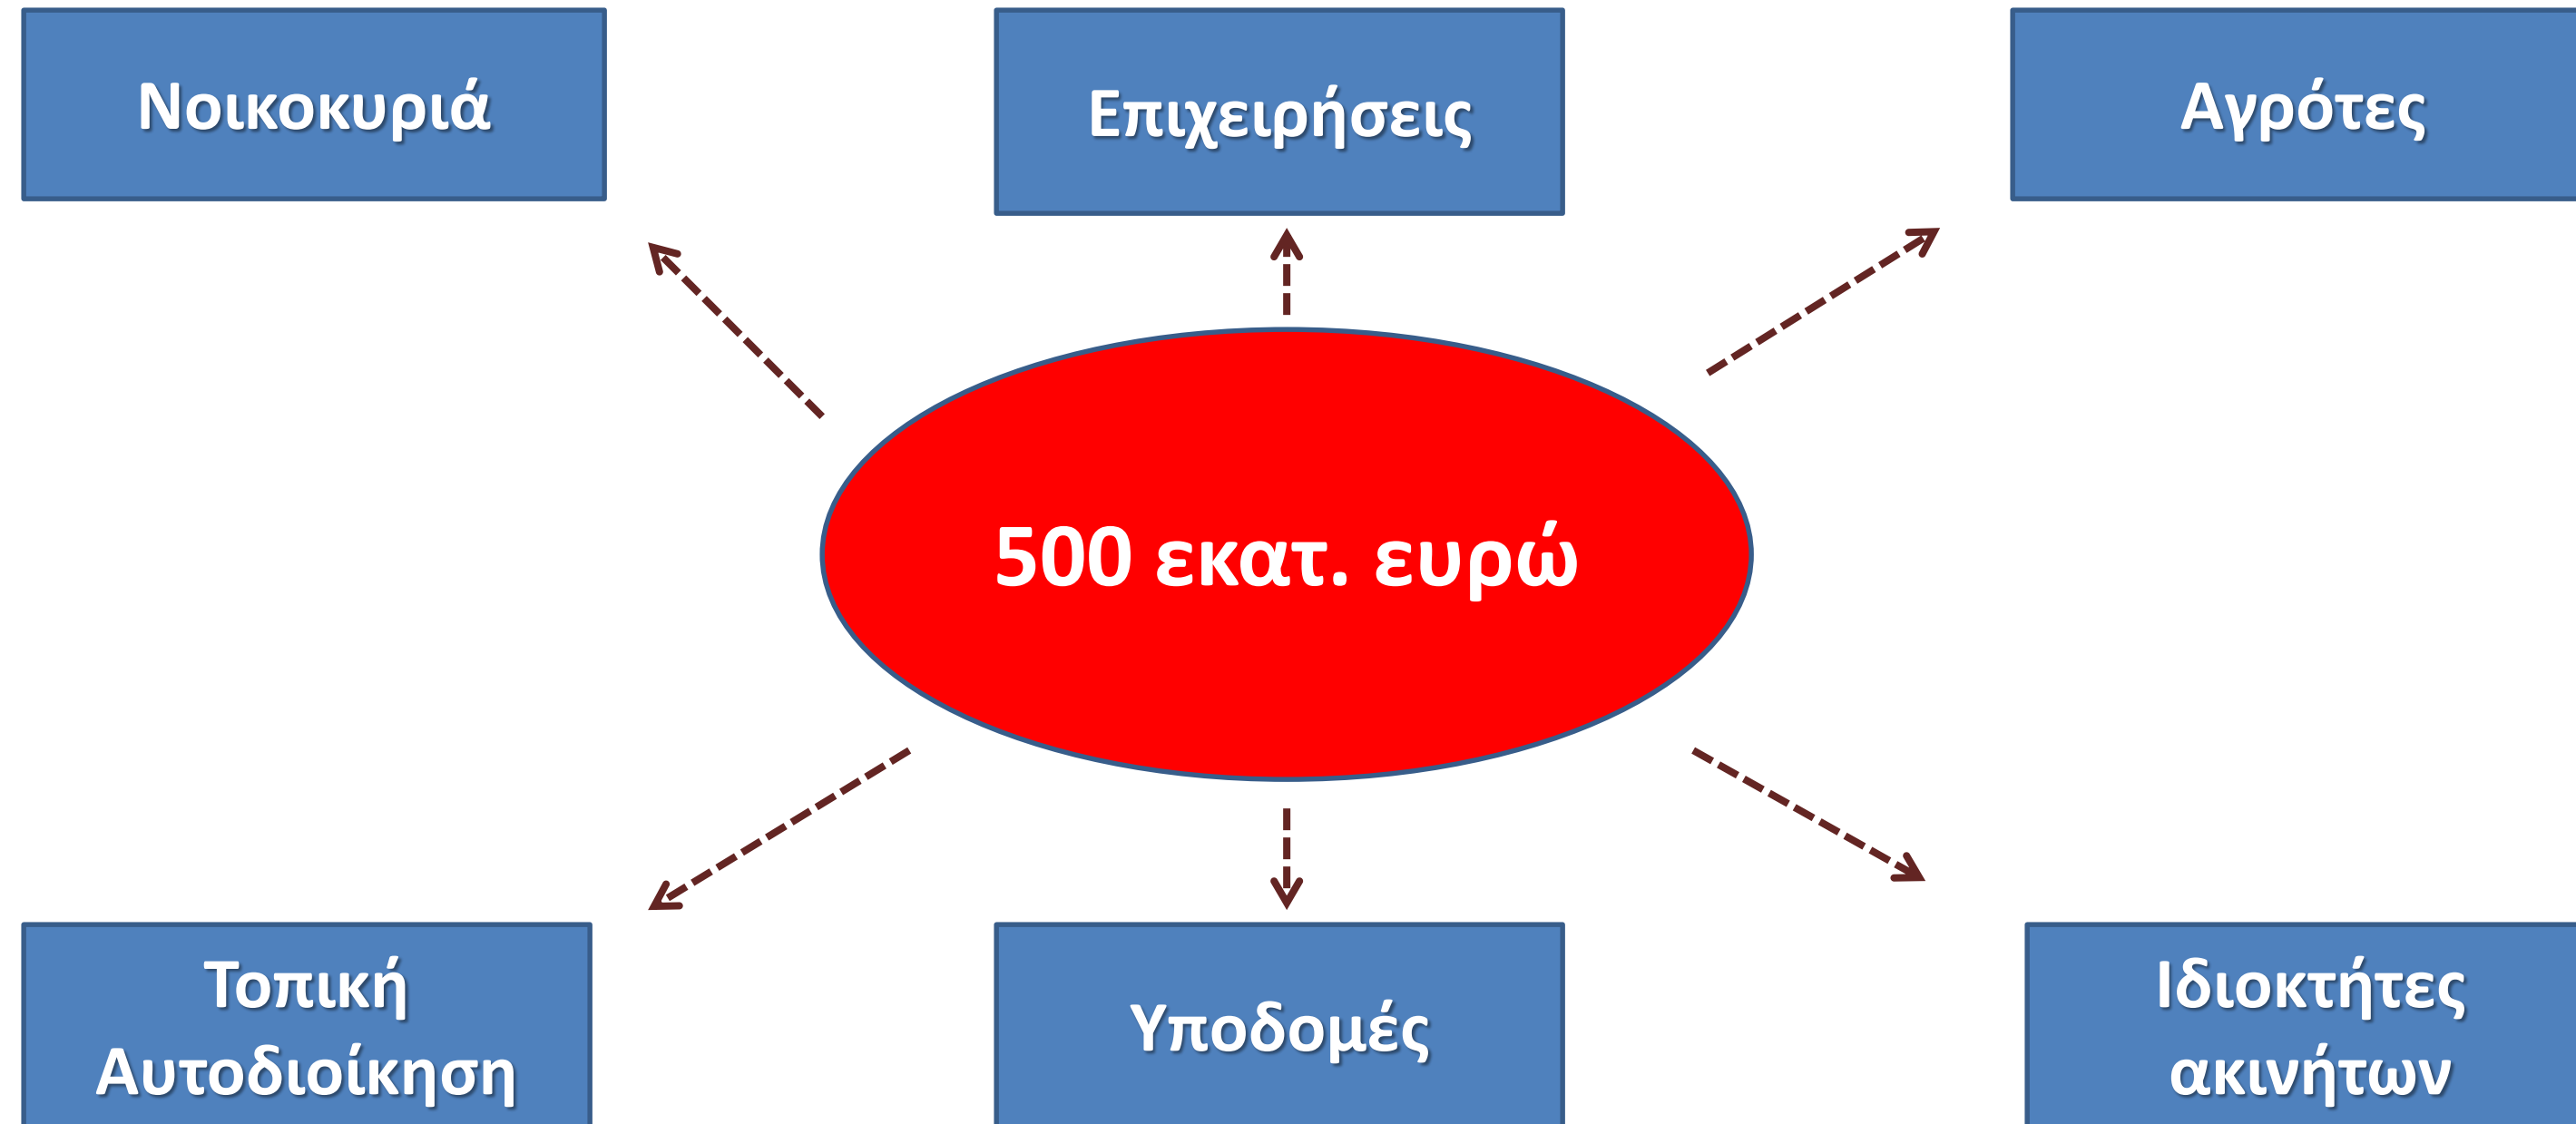 Νοικοκυριά
Επιχειρήσεις
Αγρότες
500 εκατ. ευρώ
Τοπική
Αυτοδιοίκηση
Υποδομές
Ιδιοκτήτες
ακινήτων